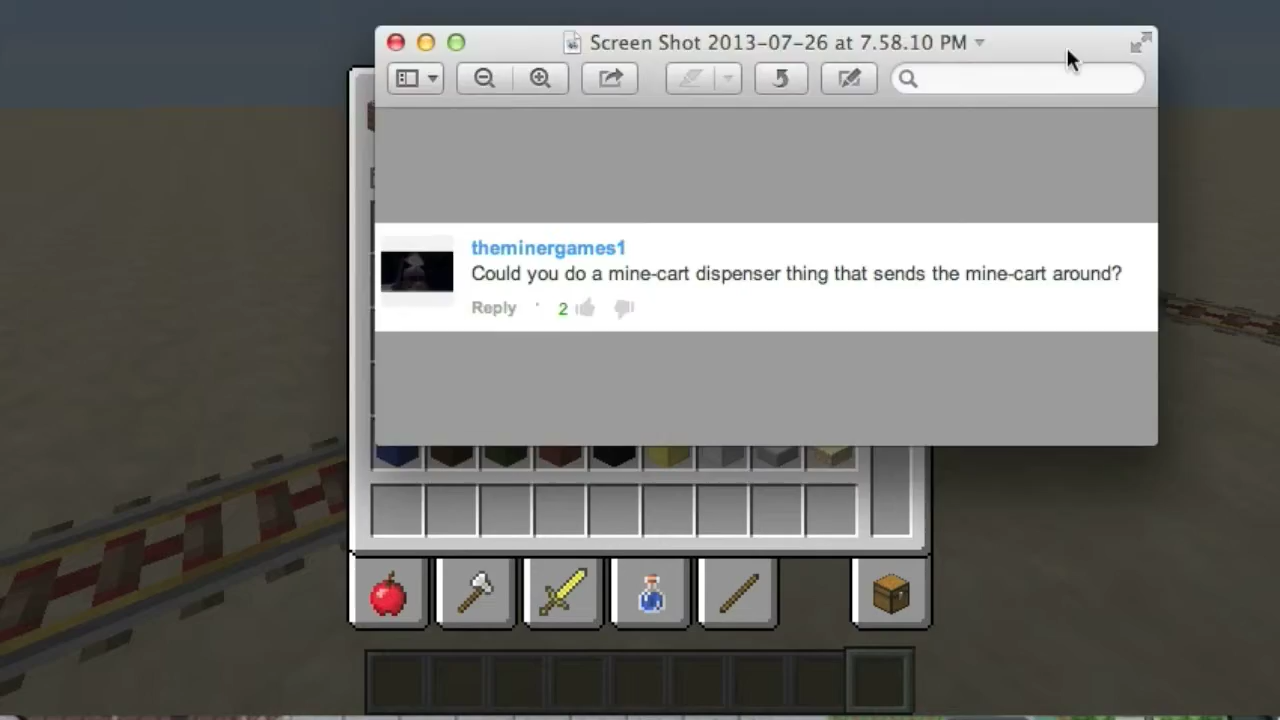 Screen Shot 2013-07-26 at 7.58.10 PM
theminergames1
Could you do a mine-cart dispenser thing that sends the mine-cart around?
Reply · 2